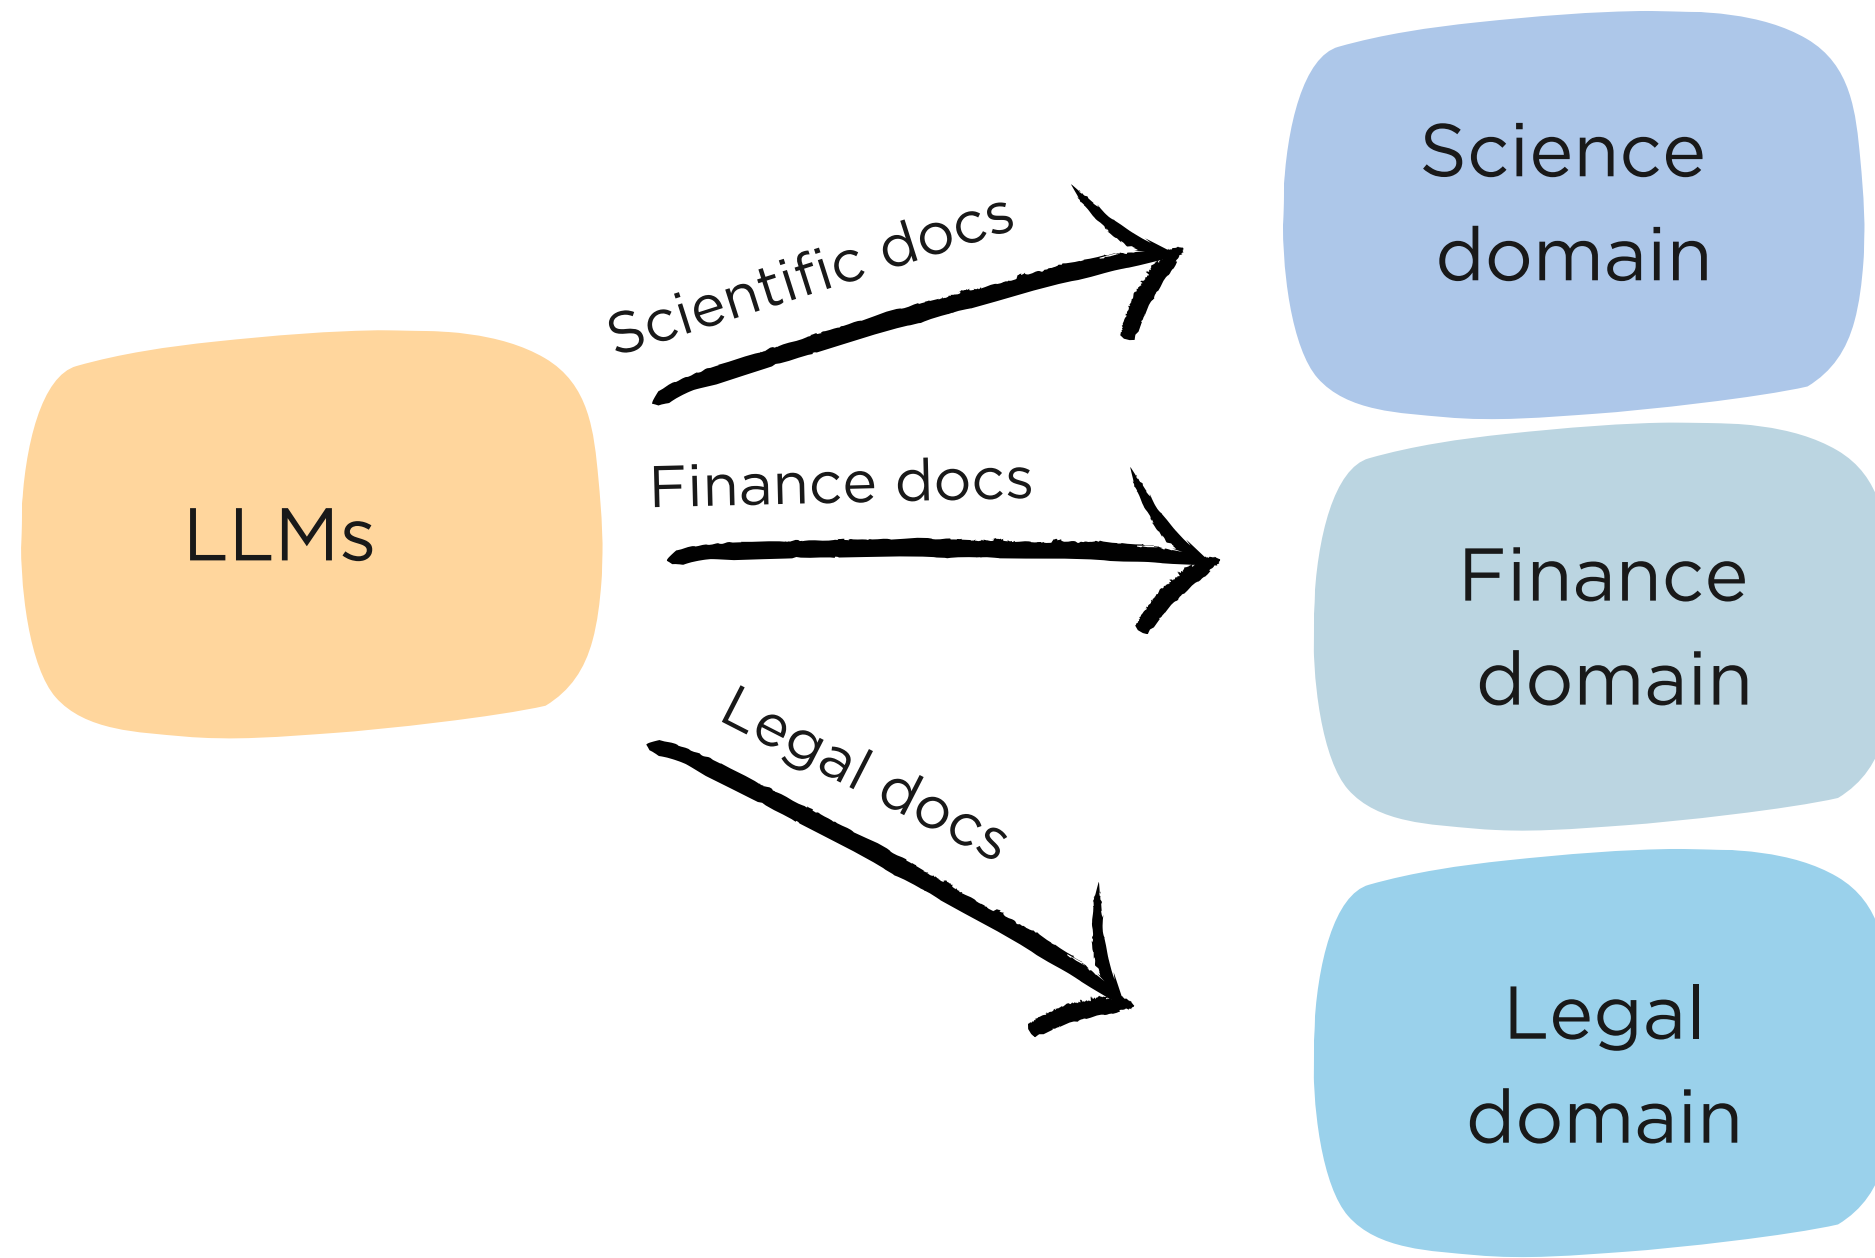 LLMs
Scientific docs
Finance docs
Legal docs
Science
domain
Finance
domain
Legal
domain